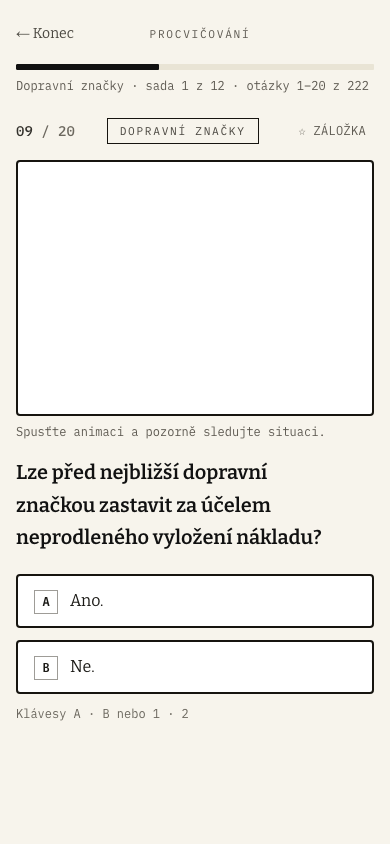 ← Konec
PROCVIČOVÁNÍ
Dopravní značky · sada 1 z 12 · otázky 1–20 z 222
09 / 20
DOPRAVNÍ ZNAČKY
☆ ZÁLOŽKA
Spusťte animaci a pozorně sledujte situaci.
Lze před nejbližší dopravní
značkou zastavit za účelem
neprodleného vyložení nákladu?
A Ano.
B Ne.
Klávesy A · B nebo 1 · 2